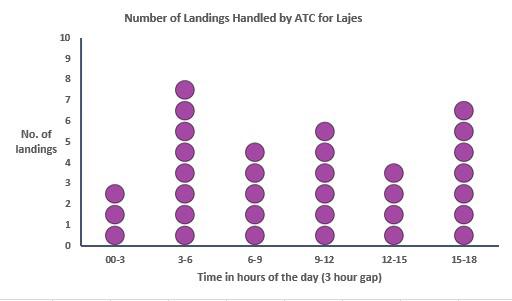 Number of Landings Handled by ATC for Lajes
10
9
8
7
6
5
4
3
2
1
0
No. of
landings
00-3 3-6 6-9 9-12 12-15 15-18
Time in hours of the day (3 hour gap)